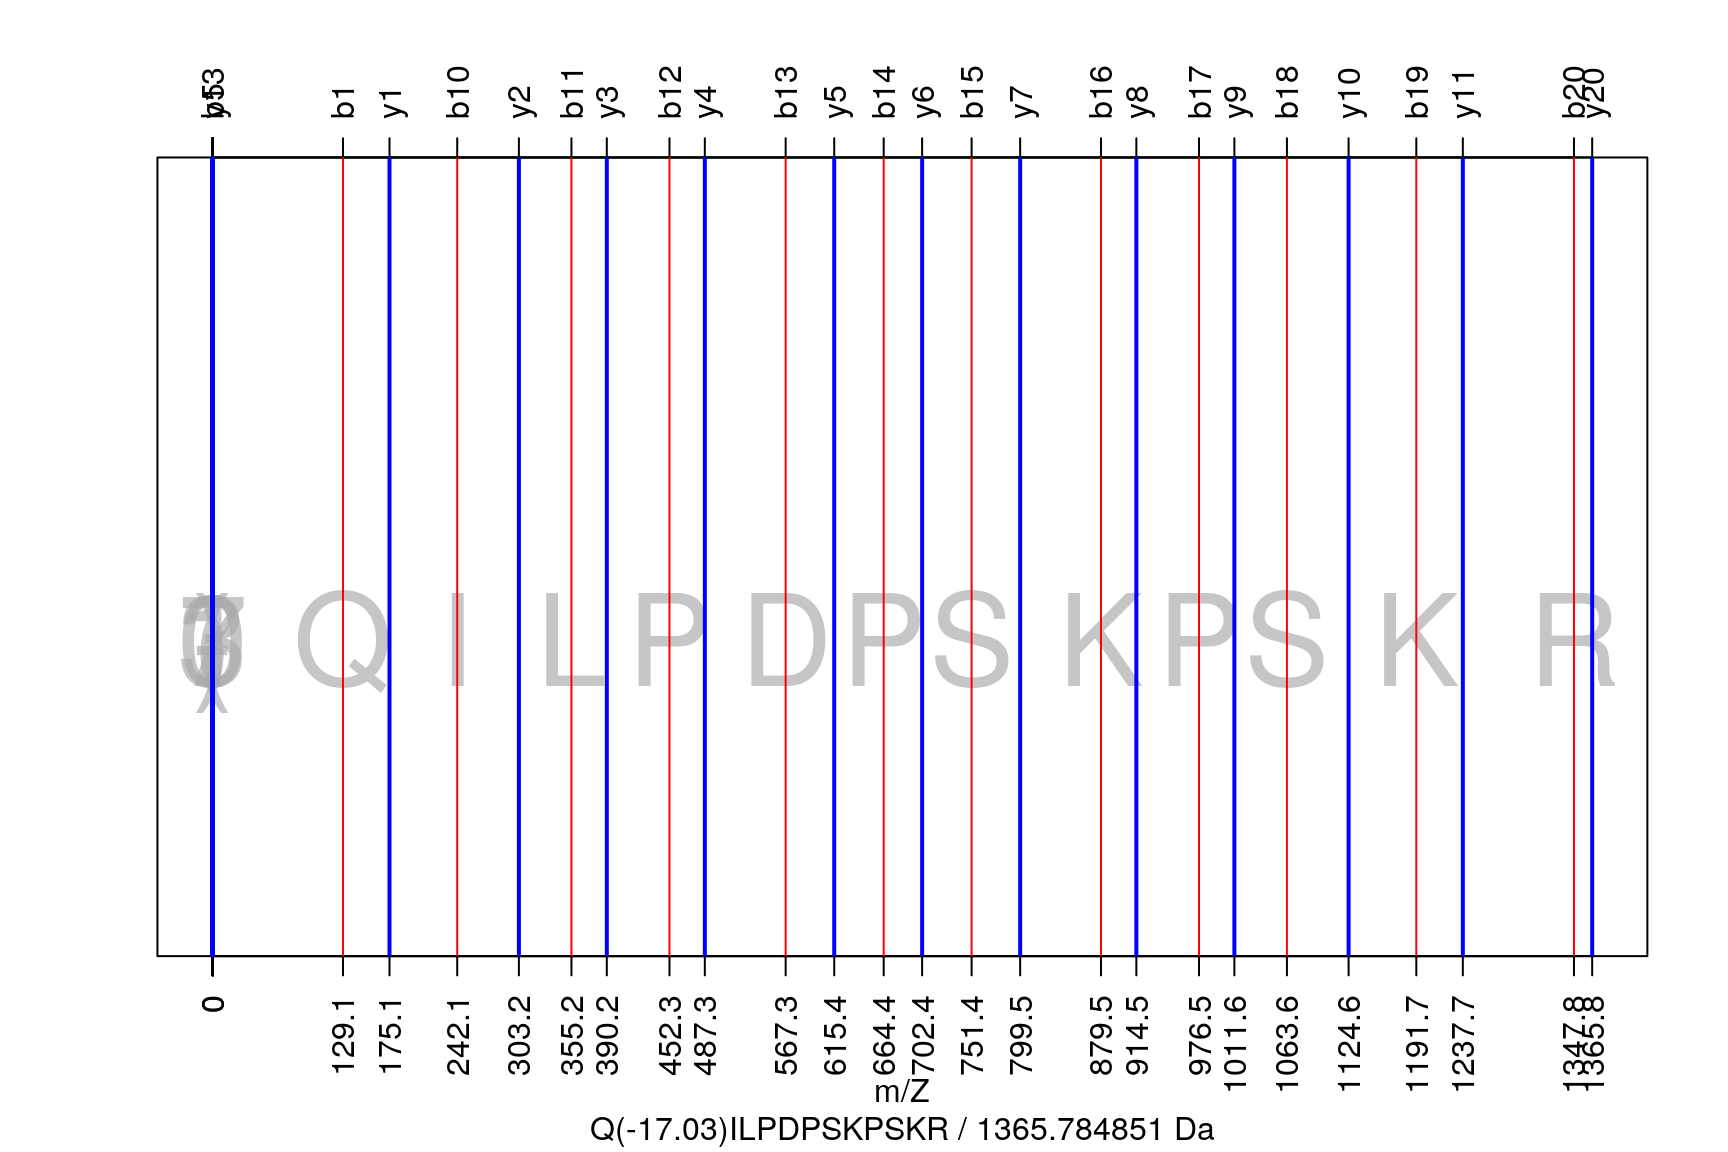 b1 y1 b10 y2 b11 y3 b12 y4 b13 y5 b14 y6 b15 y7 b16 y8 b17 y9 b18 y10 b19 y11 b20 y20
Q I L P D P S K P S K R
0 129.1 175.1 242.1 303.2 355.2 390.2 452.3 487.3 567.3 615.4 664.4 702.4 751.4 799.5 879.5 914.5 976.5 1011.6 1063.6 1124.6 1191.7 1237.7 1347.8 1365.8
m/Z
Q(-17.03)ILPDPSKPSKR / 1365.784851 Da